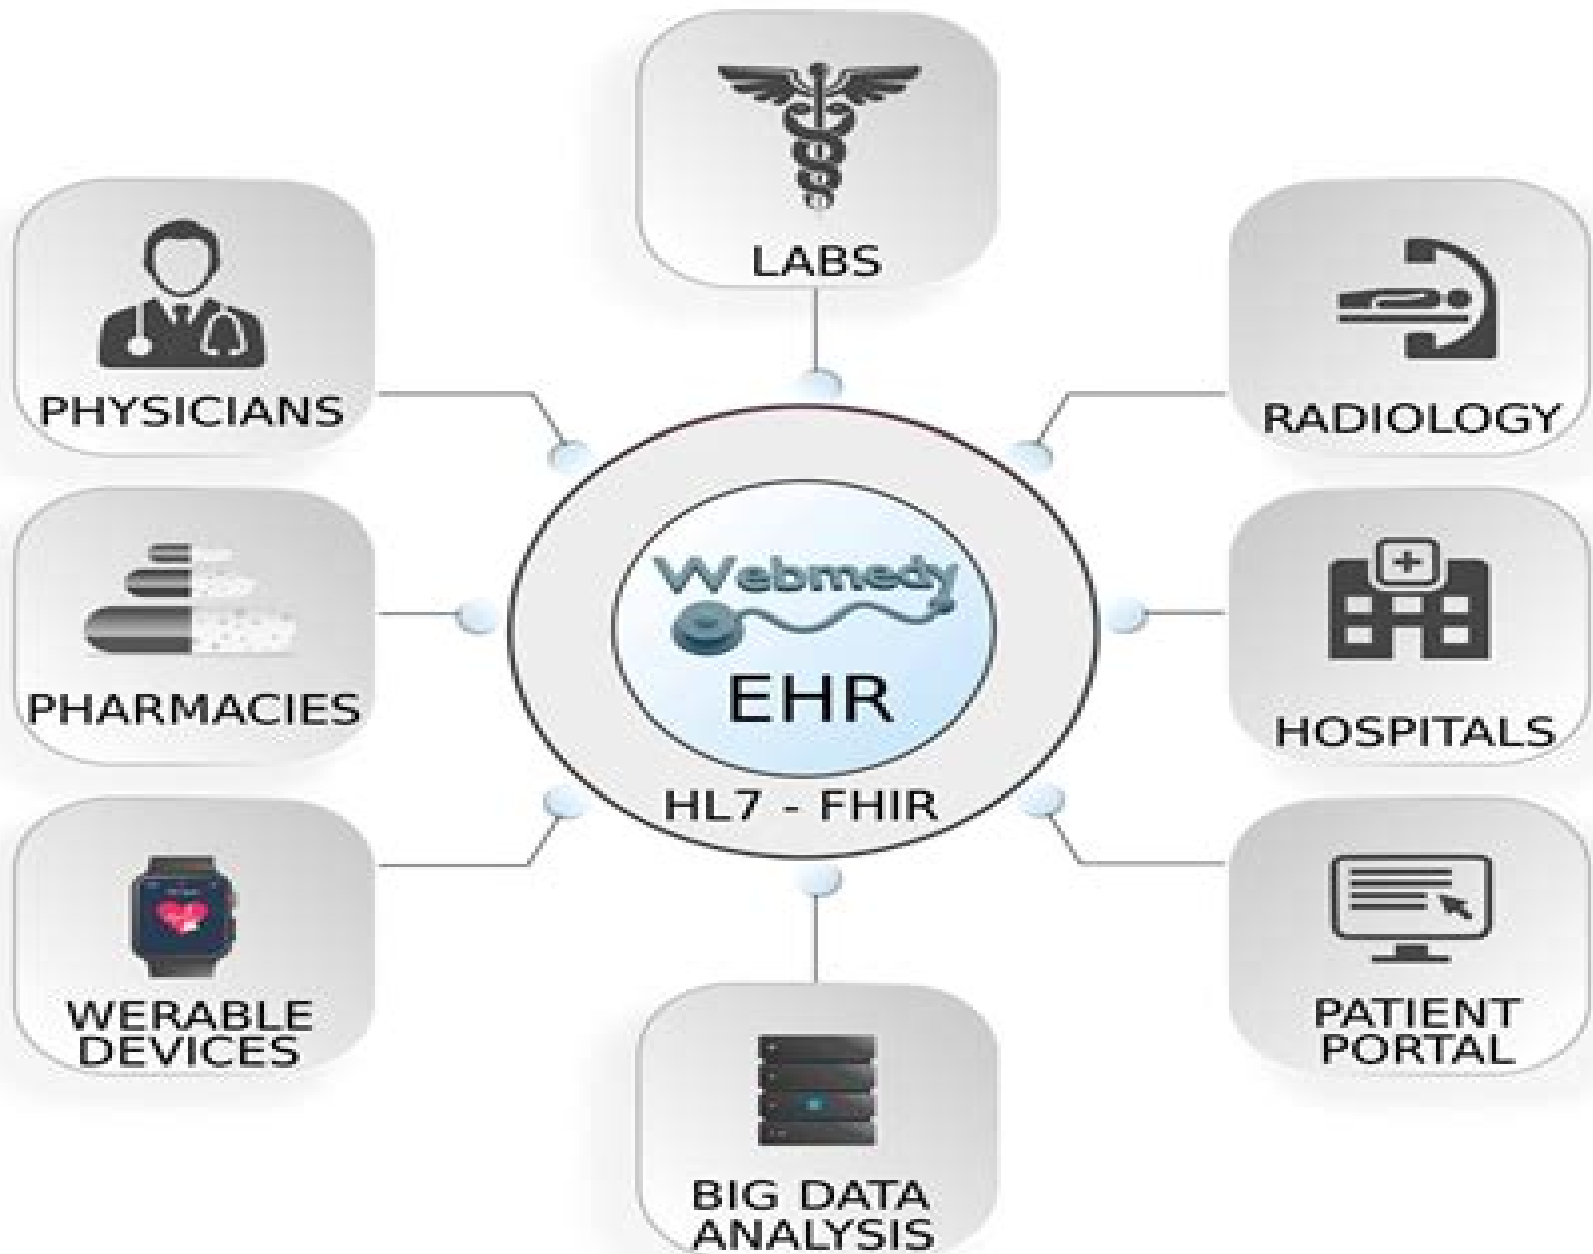 LABS
PHYSICIANS
RADIOLOGY
Webmedy
EHR
PHARMACIES
HOSPITALS
HL7 - FHIR
WERABLE
DEVICES
PATIENT
PORTAL
BIG DATA
ANALYSIS